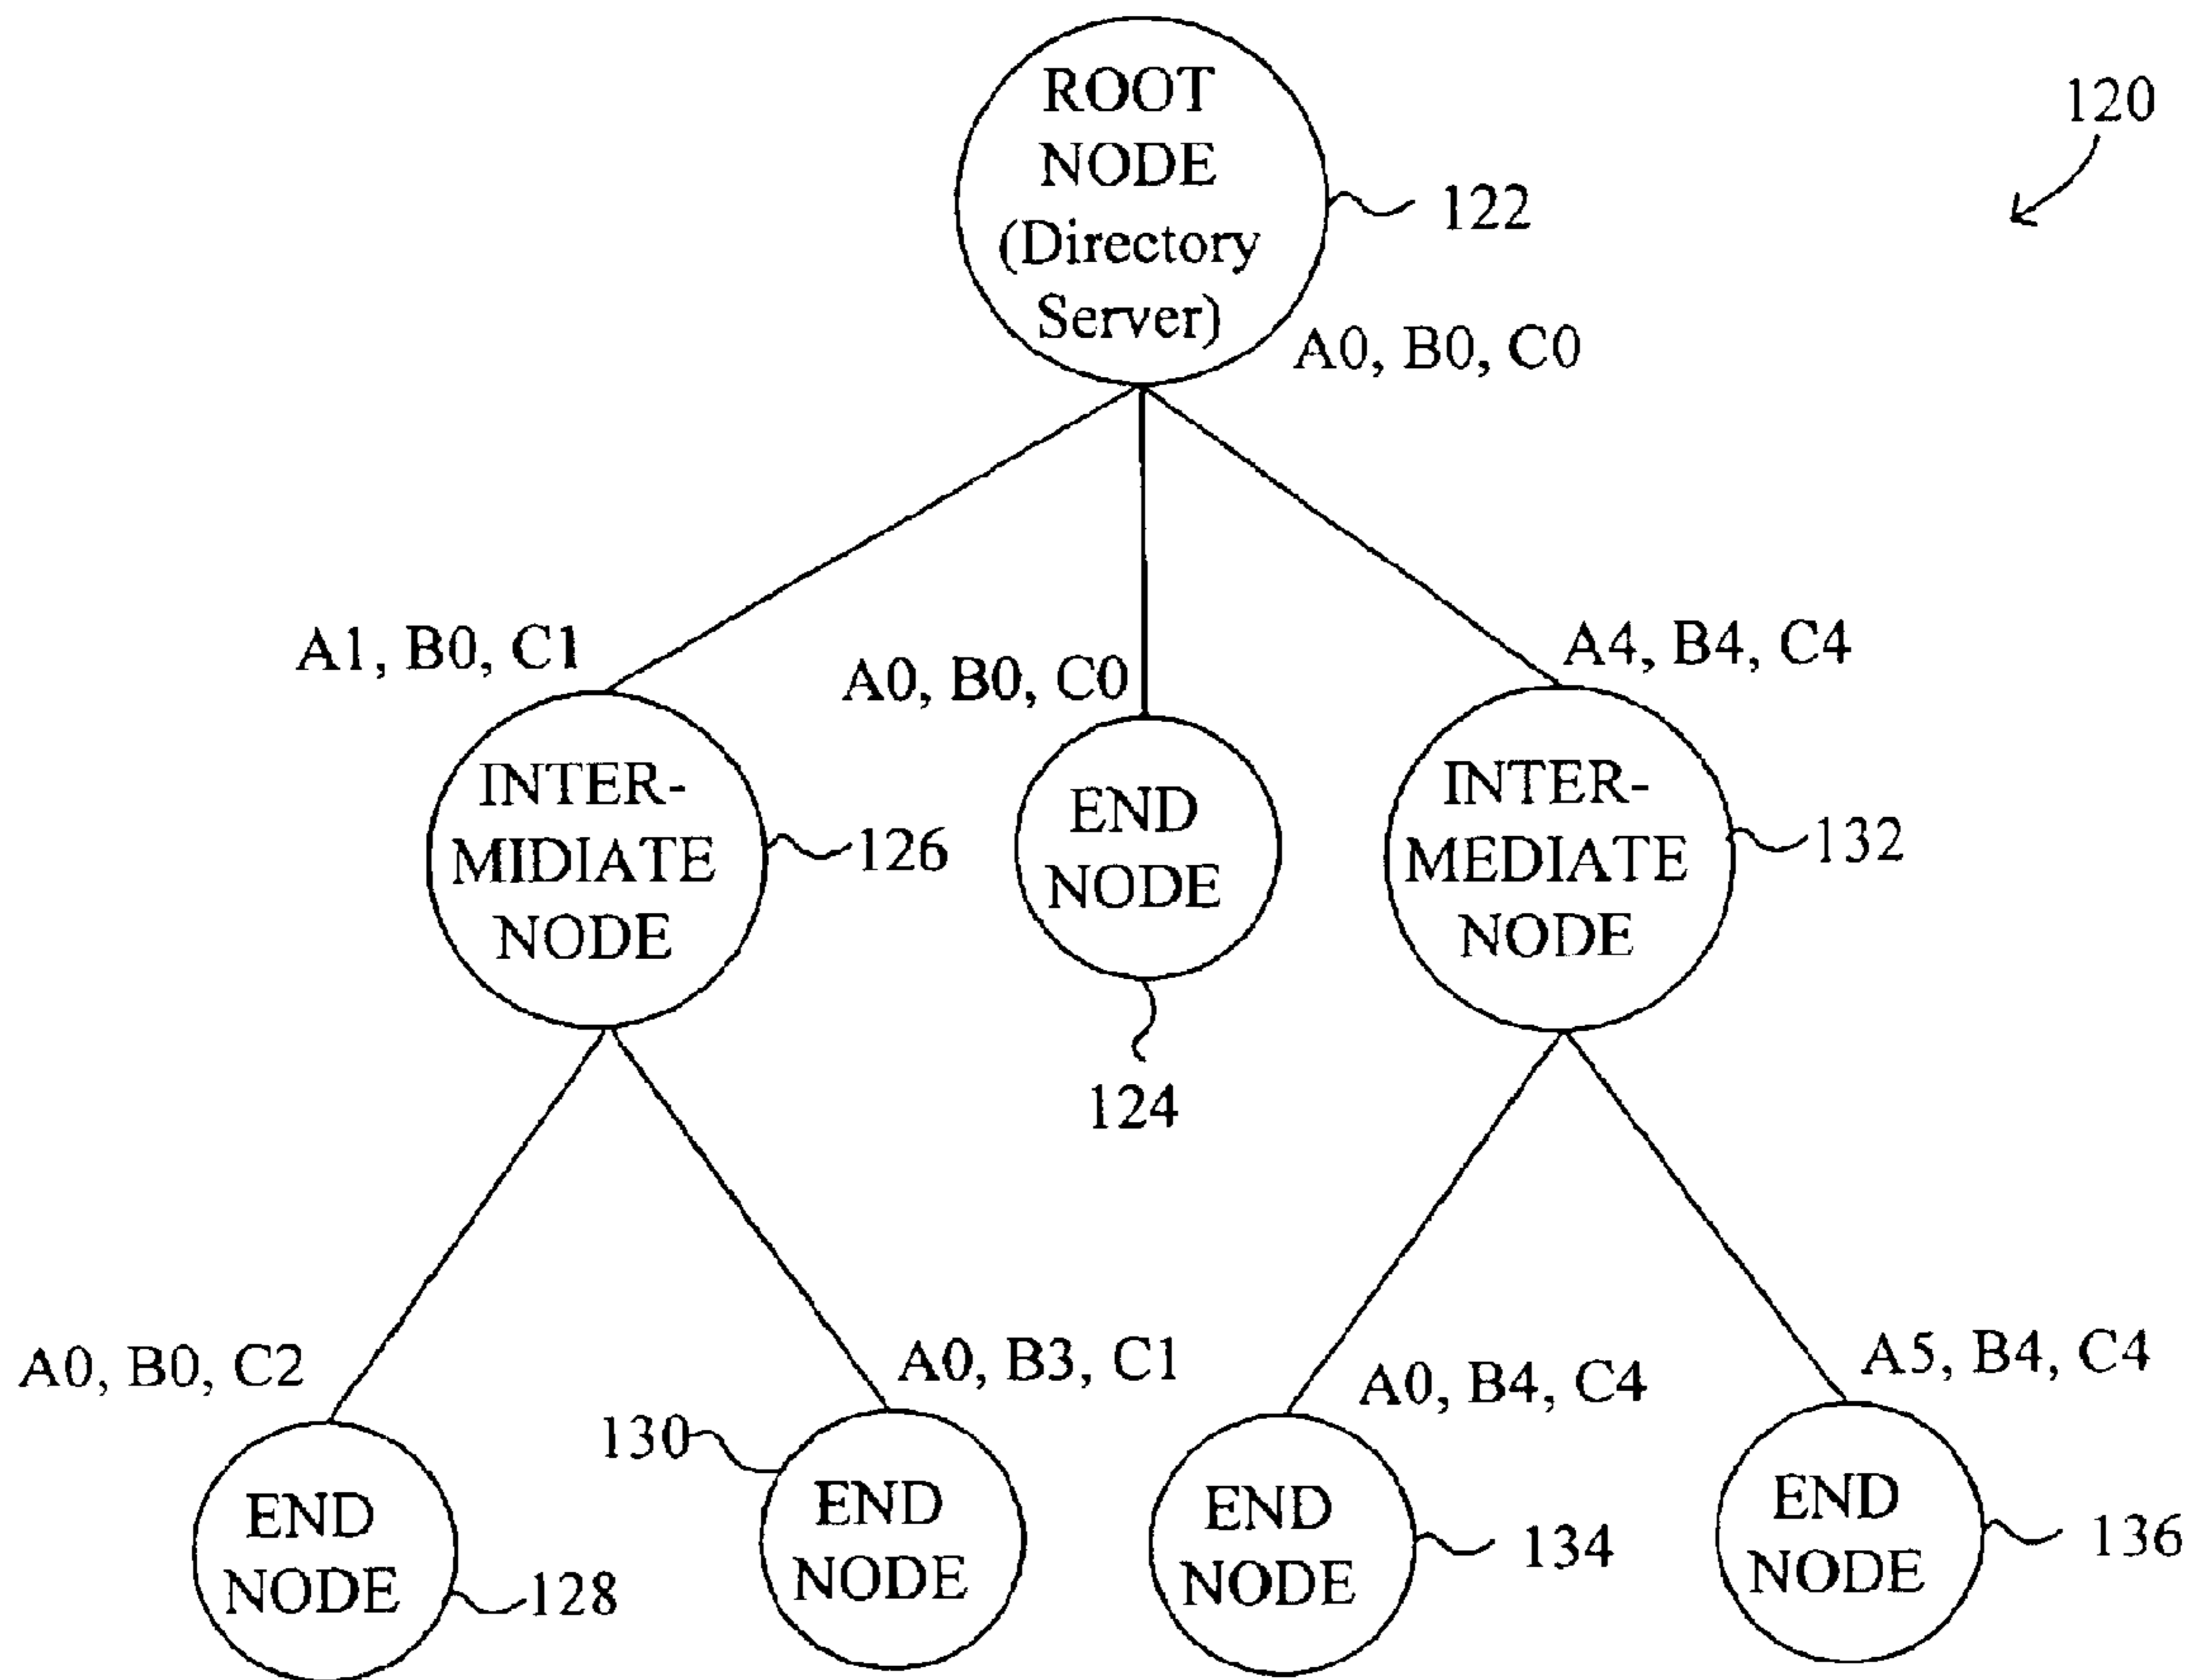 ROOT
NODE
(Directory
Server)
120
122
A0, B0, C0
A1, B0, C1
A0, B0, C0
A4, B4, C4
INTER-
MIDIATE
NODE
126
END
NODE
124
INTER-
MEDIATE
NODE
132
A0, B0, C2
A0, B3, C1
A0, B4, C4
A5, B4, C4
END
NODE
128
130
END
NODE
END
NODE
134
END
NODE
136